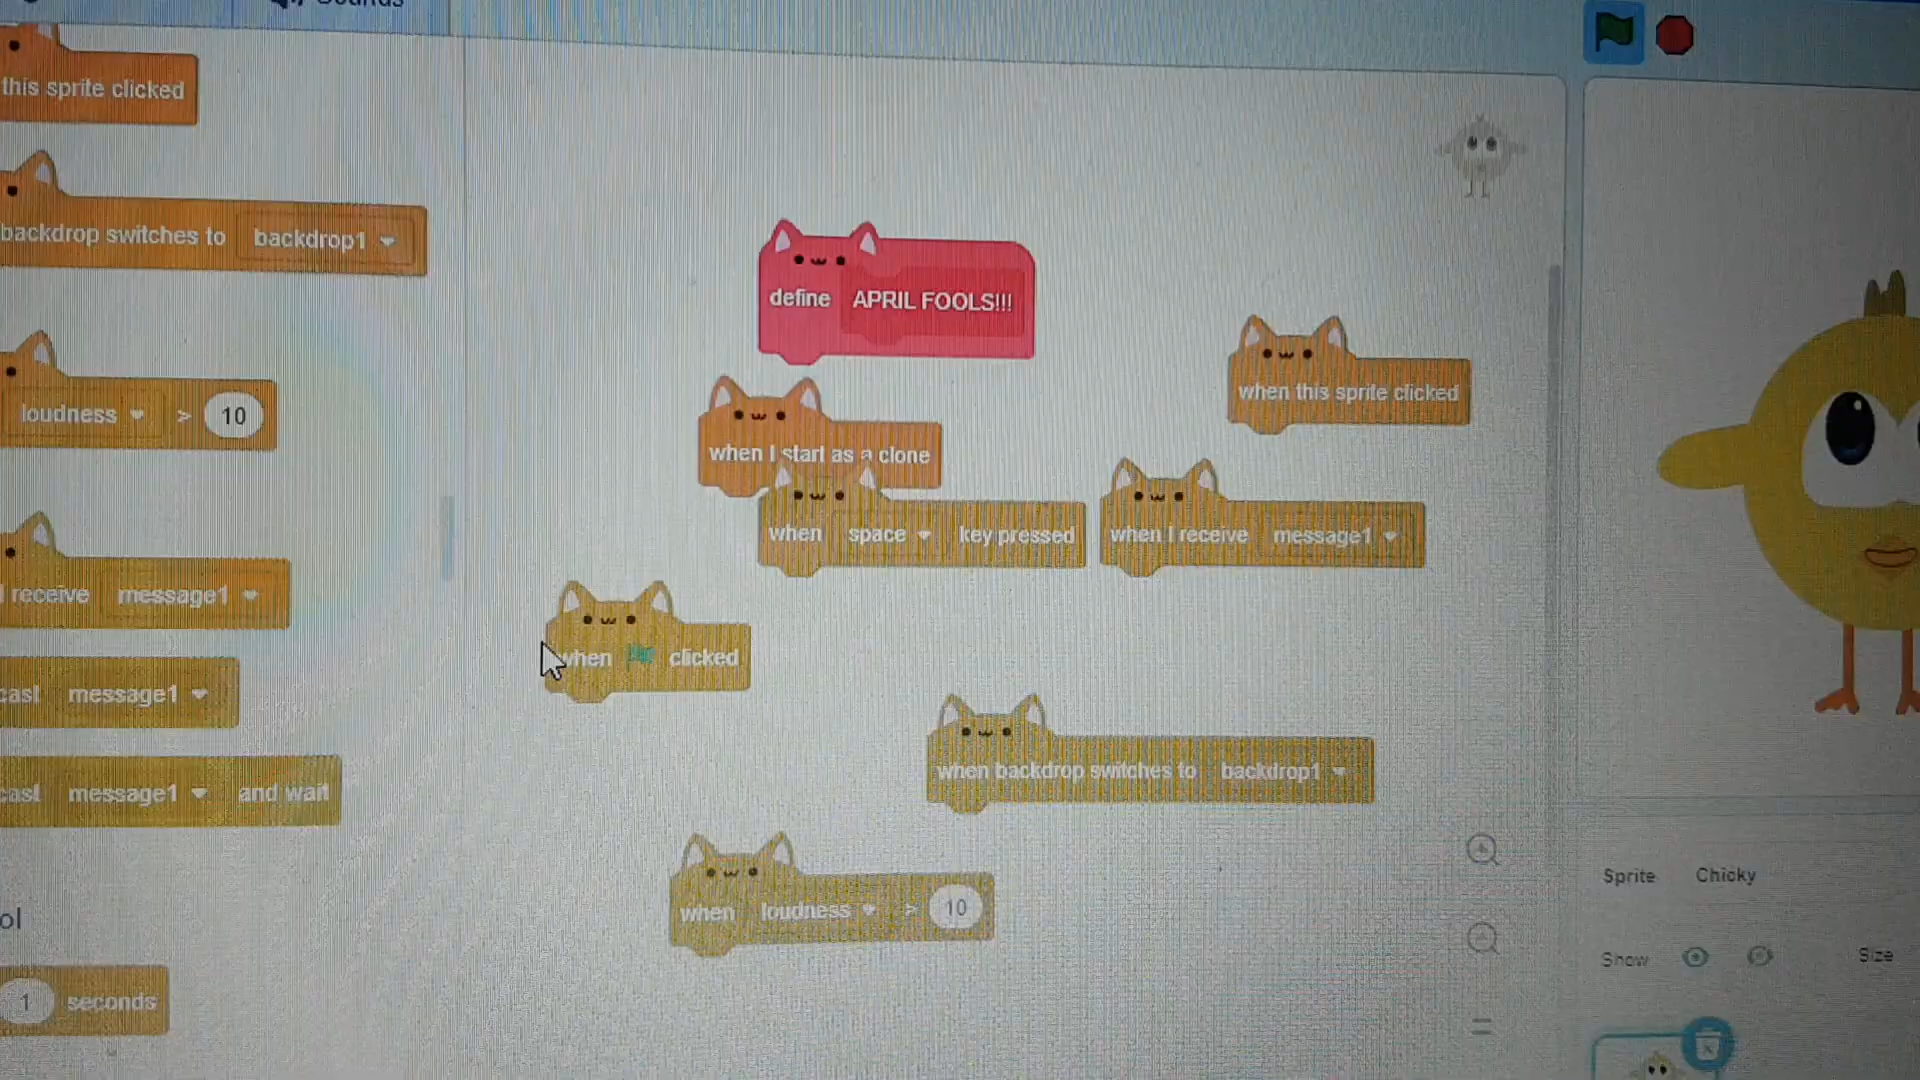 Sounds
this sprite clicked
backdrop switches to backdrop1
loudness > 10
I receive message1
cast message1
cast message1 and wait
ol
1 seconds
define APRIL FOOLS!!!
when this sprite clicked
when I start as a clone
when space key pressed
when I receive message1
when clicked
when backdrop switches to backdrop1
when loudness > 10
Sprite Chicky
Show Size